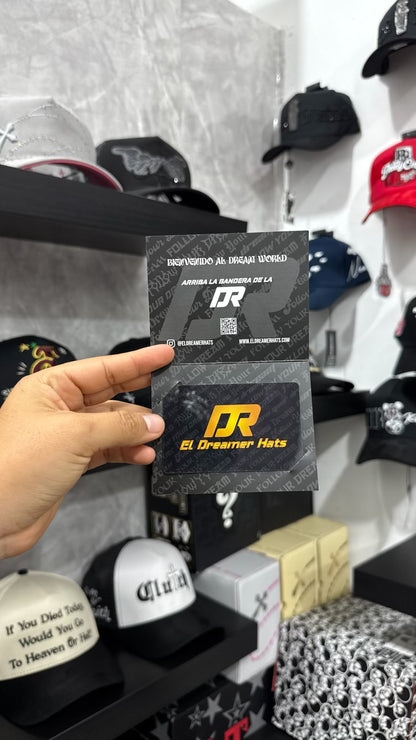 BIENVENIDO AL DREAM WORLD
ARRIBA LA BANDERA DE LA
DR
@ELDREAMERHATS
WWW.ELDREAMERHATS.COM
DR
El Dreamer Hats
Clutch
If You Died Today
Would You Go
To Heaven Or Hell?